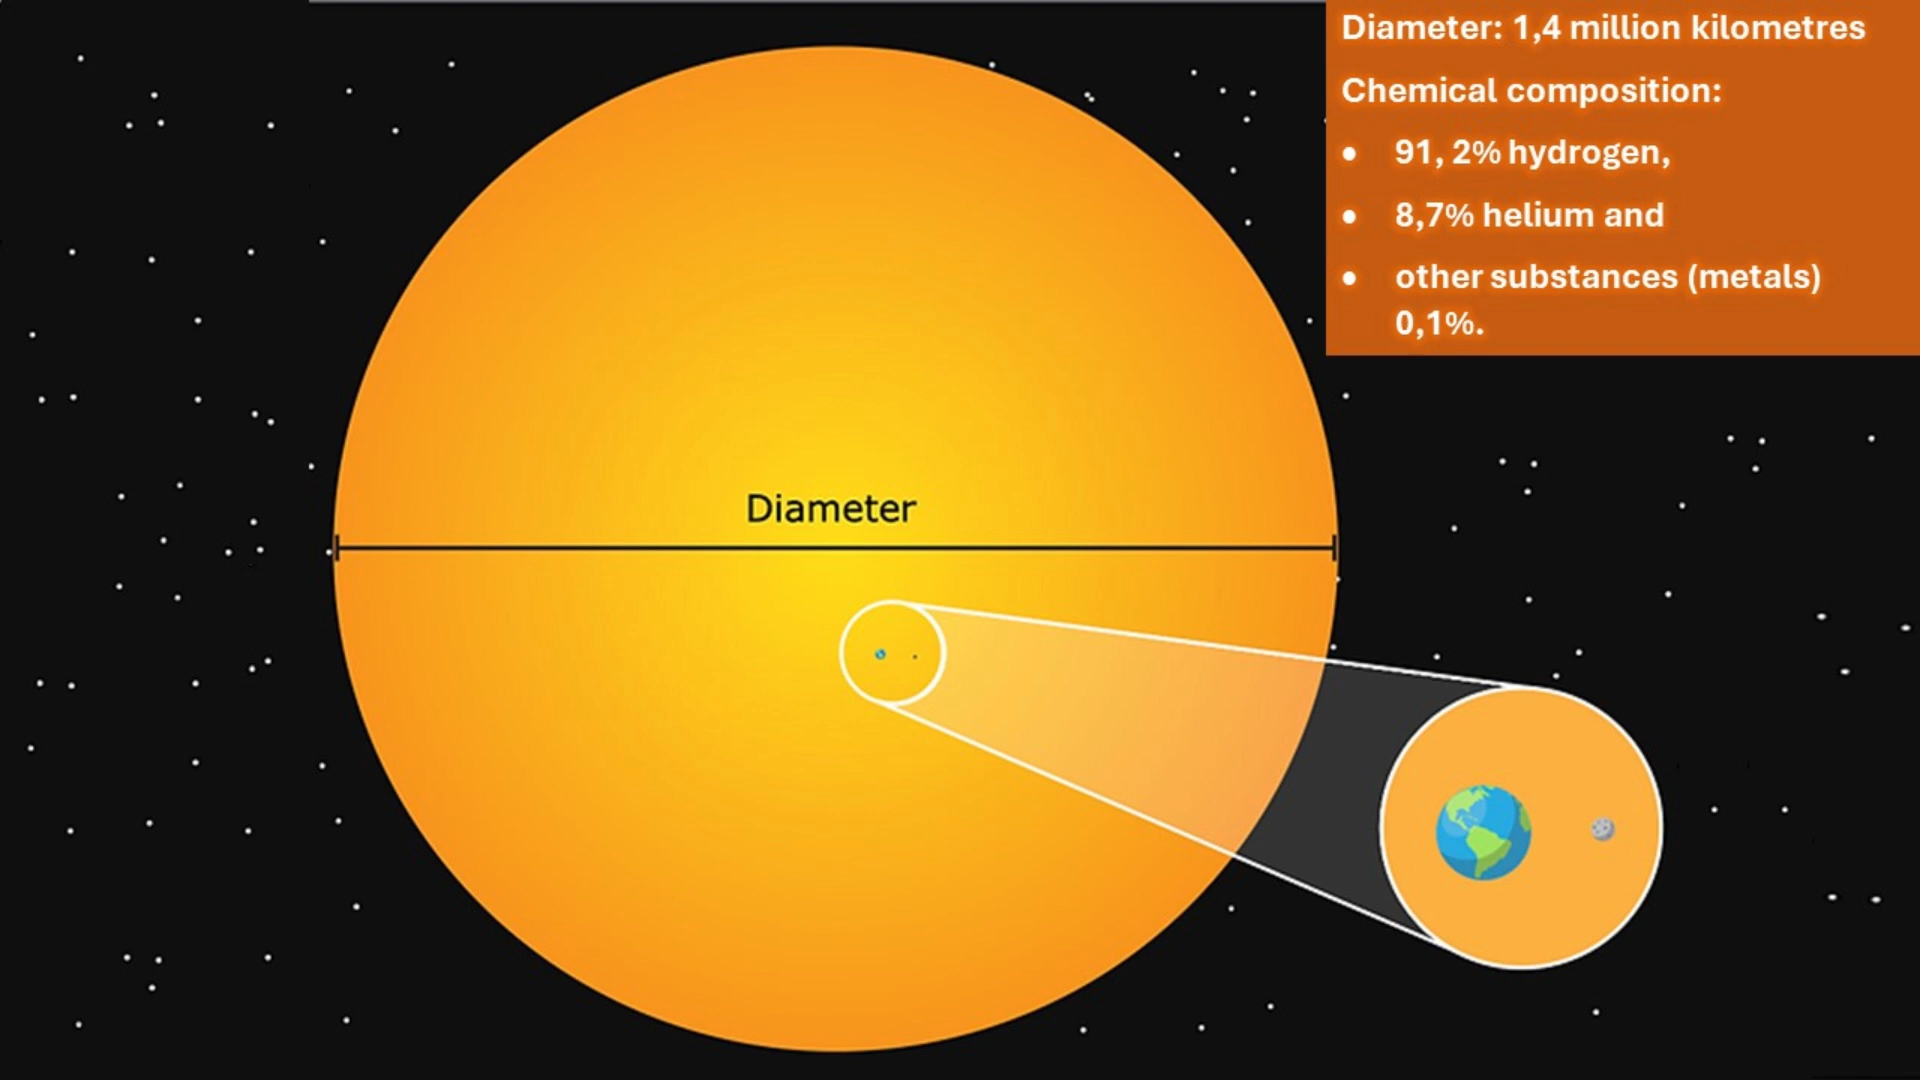 Diameter: 1,4 million kilometres
Chemical composition:
• 91, 2% hydrogen,
• 8,7% helium and
• other substances (metals)
0,1%.
Diameter